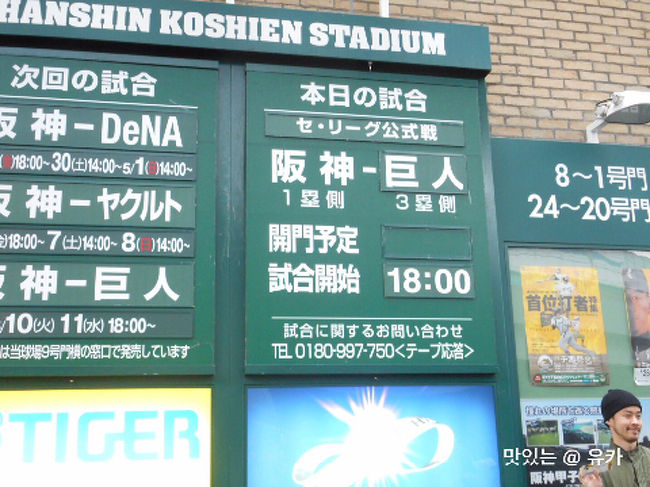 HANSHIN KOSHIEN STADIUM
次回の試合
阪神－DeNA
18:00~30(土)14:00~5/1(日)14:00~
阪神－ヤクルト
(金)18:00~7(土)14:00~8(日)14:00~
阪神－巨人
10(火)11(水)18:00~
は当球場9号門横の窓口で発売しています
本日の試合
セ・リーグ公式戦
阪神-巨人
1塁側 3塁側
開門予定
試合開始 18:00
試合に関するお問い合わせ
TEL 0180-997-750<テープ応答>
8～1号門
24～20号門
首位打者
TIGER
阪神甲子
맛있는 @ 유카